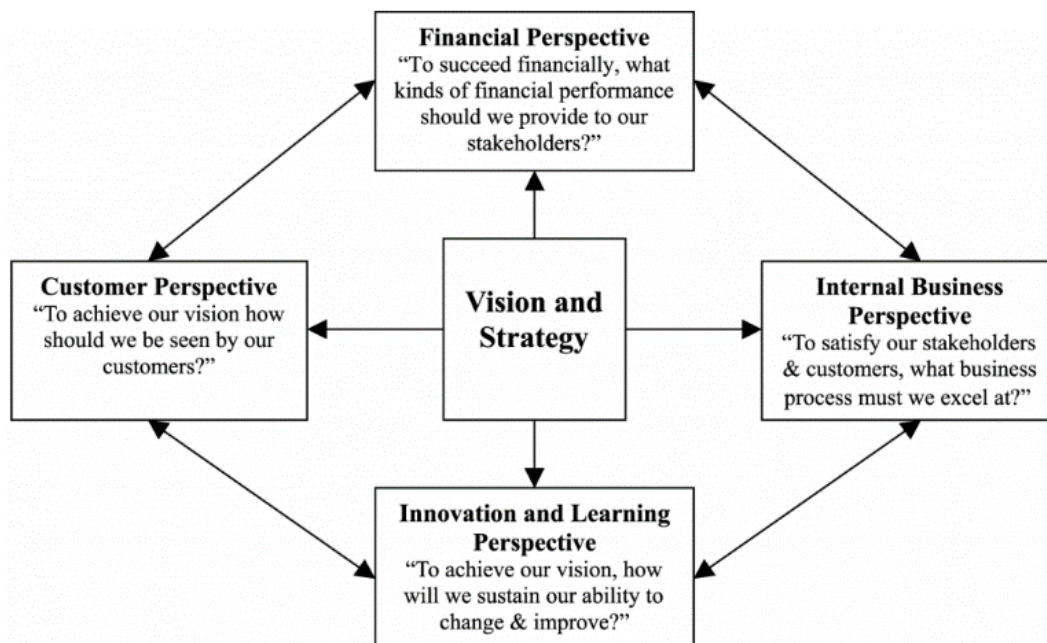 Financial Perspective
“To succeed financially, what
kinds of financial performance
should we provide to our
stakeholders?”
Customer Perspective
“To achieve our vision how
should we be seen by our
customers?”
Vision and
Strategy
Internal Business
Perspective
“To satisfy our stakeholders
& customers, what business
process must we excel at?”
Innovation and Learning
Perspective
“To achieve our vision, how
will we sustain our ability to
change & improve?”